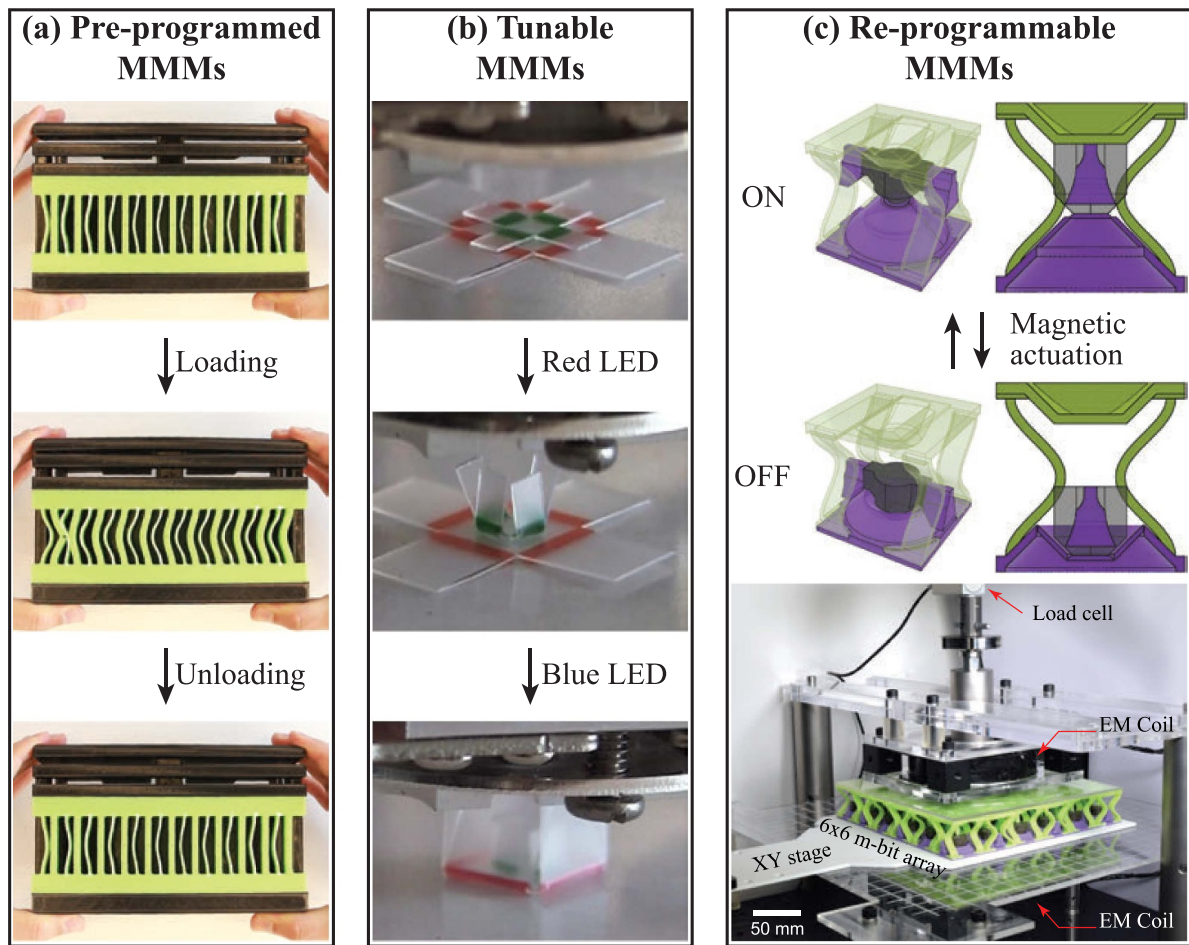 (a) Pre-programmed
MMMs
Loading
Unloading
(b) Tunable
MMMs
Red LED
Blue LED
(c) Re-programmable
MMMs
ON
Magnetic
actuation
OFF
Load cell
EM Coil
6x6 m-bit array
XY stage
50 mm
EM Coil